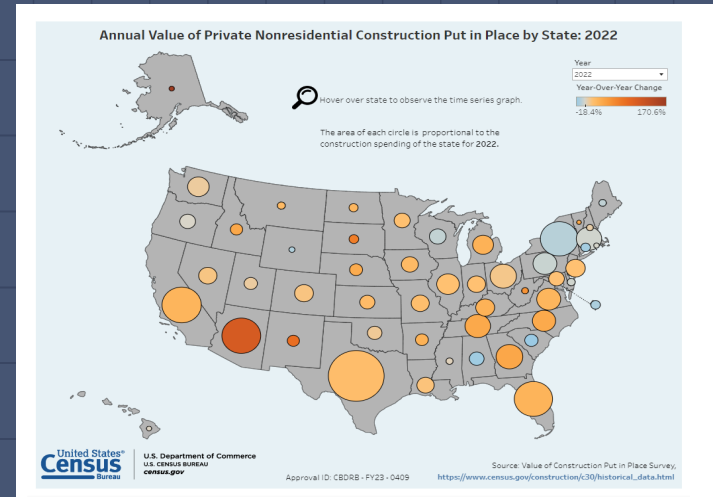 Annual Value of Private Nonresidential Construction Put in Place by State: 2022
Year
2022
Year-Over-Year Change
-18.4% 170.6%
Hover over state to observe the time series graph.
The area of each circle is proportional to the
construction spending of the state for 2022.
United States®
Census
Bureau
U.S. Department of Commerce
U.S. CENSUS BUREAU
census.gov
Approval ID: CBDRB - FY23 - 0409
Source: Value of Construction Put in Place Survey,
https://www.census.gov/construction/c30/historical_data.html